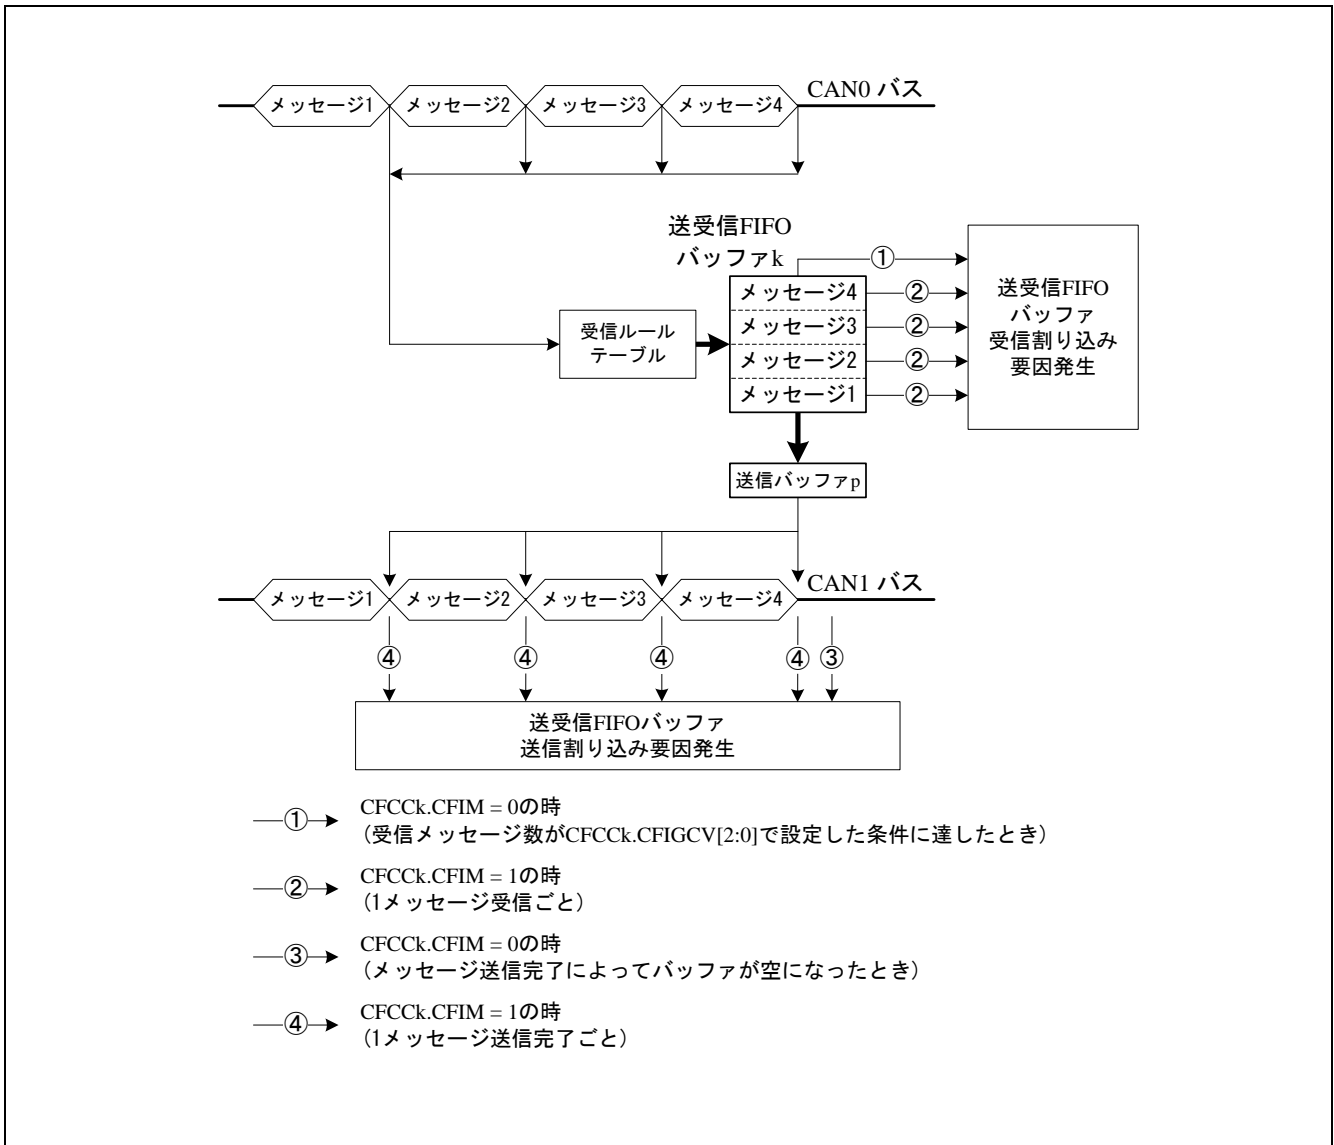 メッセージ1 メッセージ2 メッセージ3 メッセージ4 CAN0 バス
送受信FIFO
バッファk
①
メッセージ4 ②
メッセージ3 ②
メッセージ2 ②
メッセージ1 ②
送受信FIFO
バッファ
受信割り込み
要因発生
受信ルール
テーブル
送信バッファp
メッセージ1 メッセージ2 メッセージ3 メッセージ4 CAN1 バス
④ ④ ④ ④ ③
送受信FIFOバッファ
送信割り込み要因発生
① CFCCk.CFIM = 0の時
(受信メッセージ数がCFCCk.CFIGCV[2:0]で設定した条件に達したとき)
② CFCCk.CFIM = 1の時
(1メッセージ受信ごと)
③ CFCCk.CFIM = 0の時
(メッセージ送信完了によってバッファが空になったとき)
④ CFCCk.CFIM = 1の時
(1メッセージ送信完了ごと)